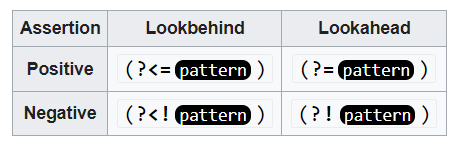 Assertion Lookbehind Lookahead
Positive (?<=pattern) (?=pattern)
Negative (?<!pattern) (?!pattern)